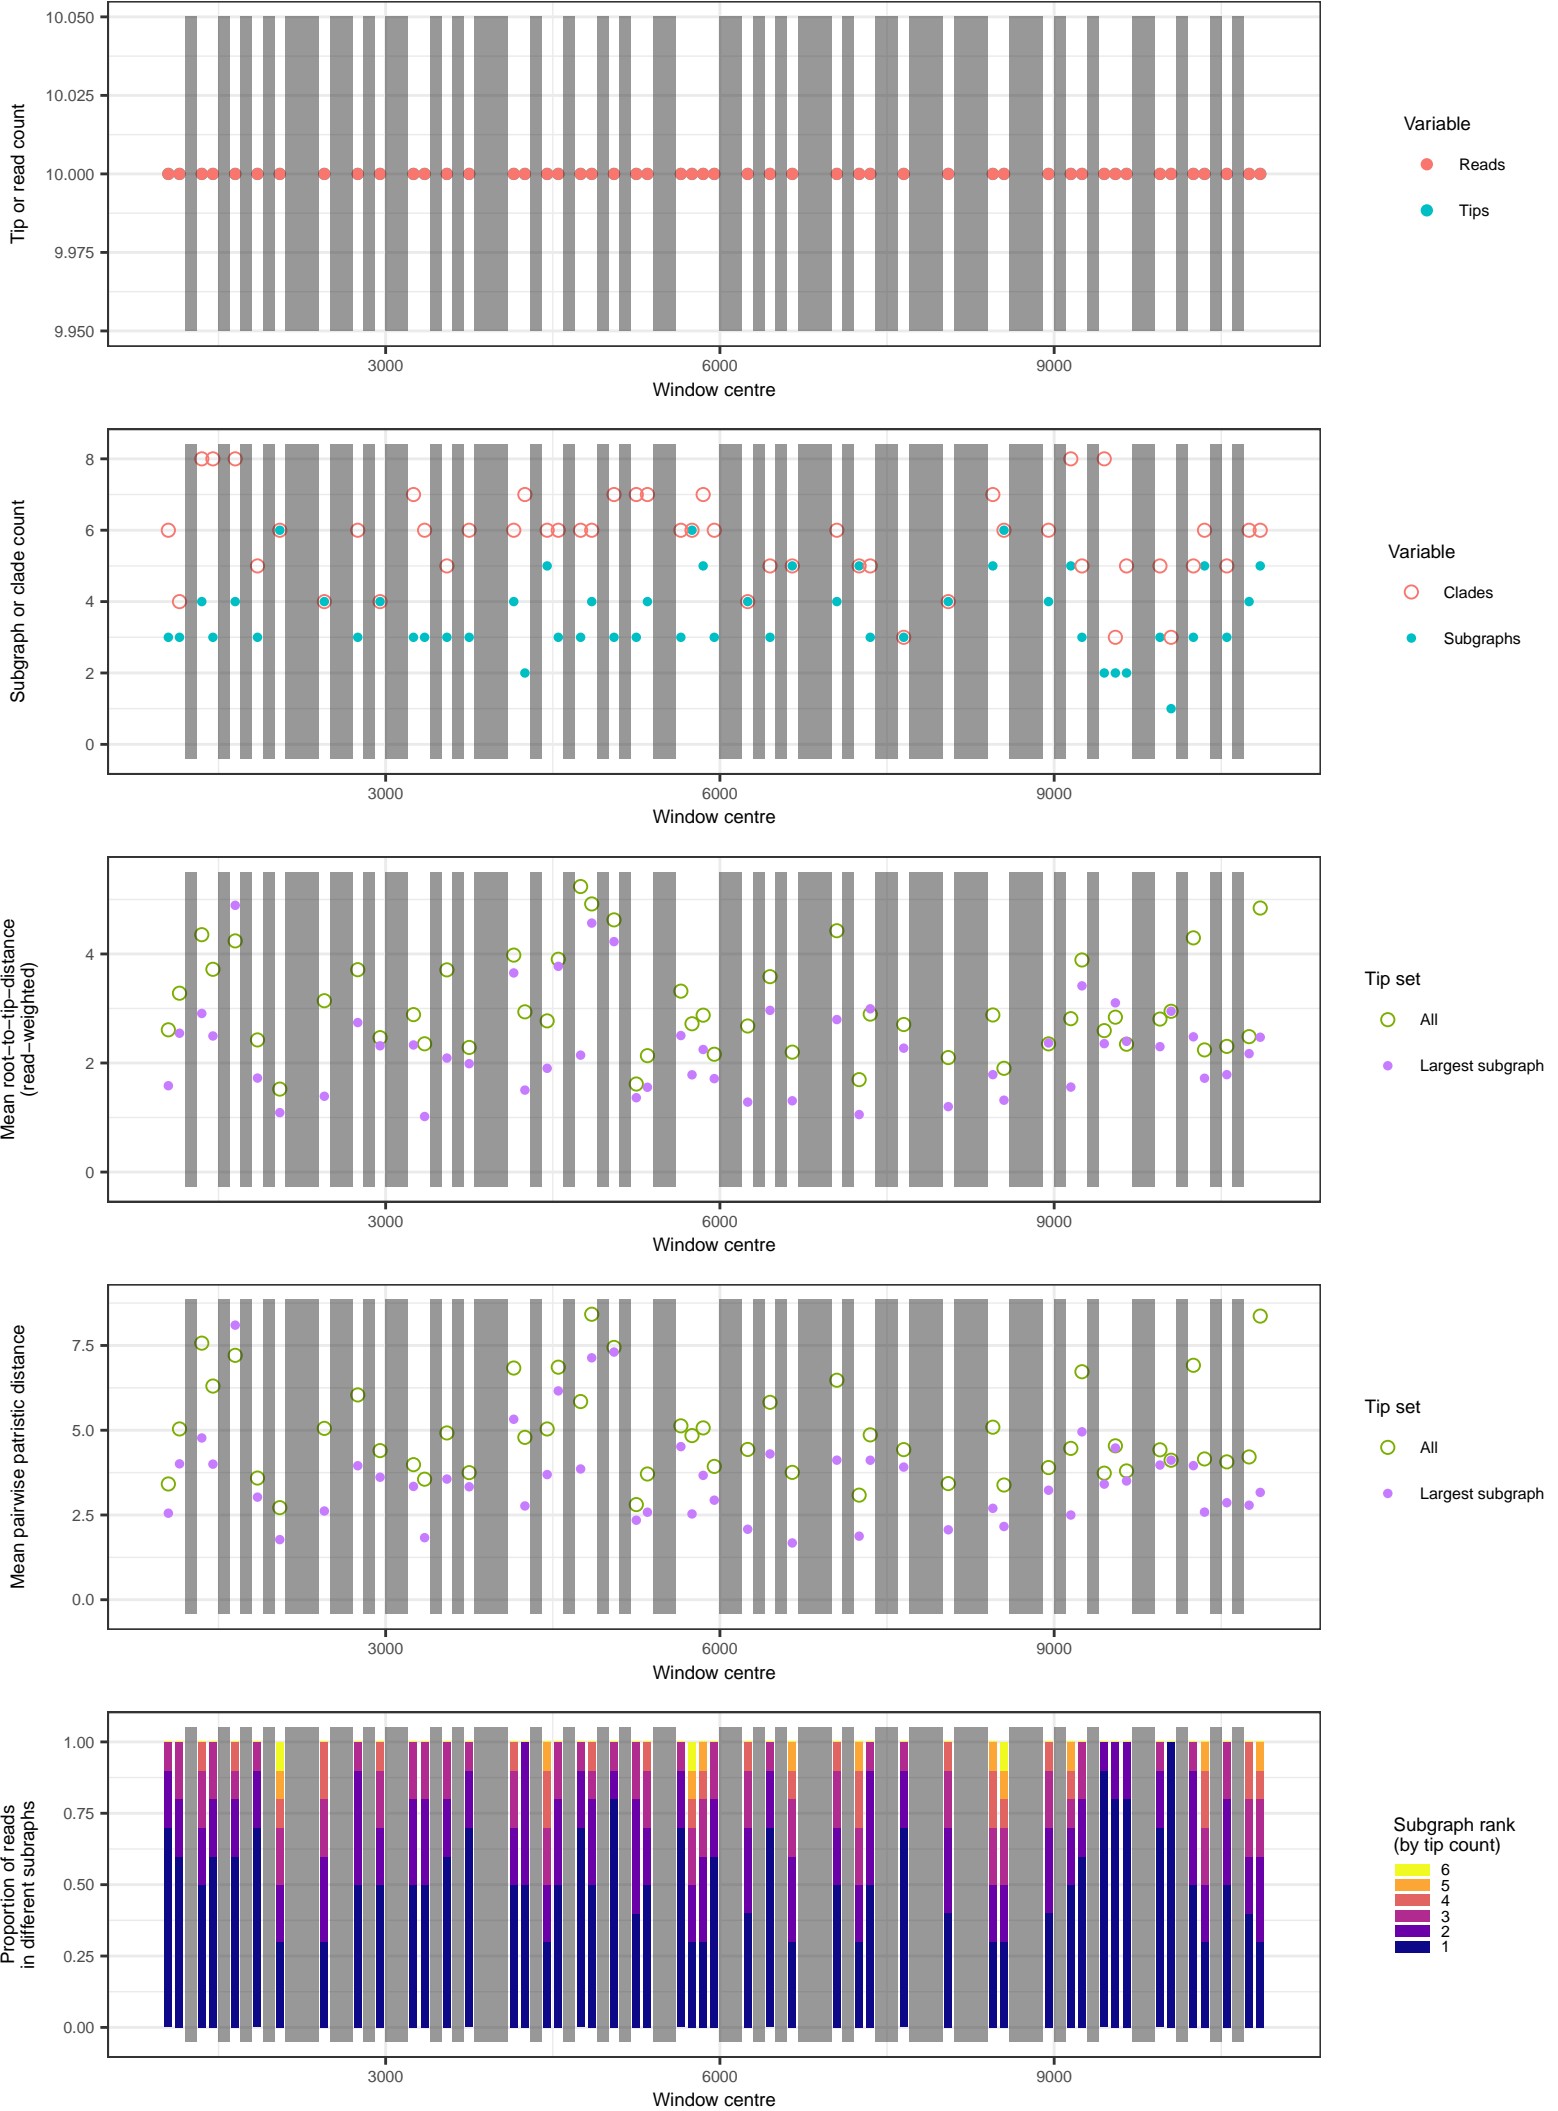 10.050
10.025
10.000
9.975
9.950
Tip or read count
3000
6000
9000
Window centre
Variable
Reads
Tips
8
6
4
2
0
Subgraph or clade count
3000
6000
9000
Window centre
Variable
Clades
Subgraphs
4
2
0
Mean root−to−tip−distance
(read−weighted)
3000
6000
9000
Window centre
Tip set
All
Largest subgraph
7.5
5.0
2.5
0.0
Mean pairwise patristic distance
3000
6000
9000
Window centre
Tip set
All
Largest subgraph
1.00
0.75
0.50
0.25
0.00
Proportion of reads
in different subraphs
3000
6000
9000
Window centre
Subgraph rank
(by tip count)
6
5
4
3
2
1